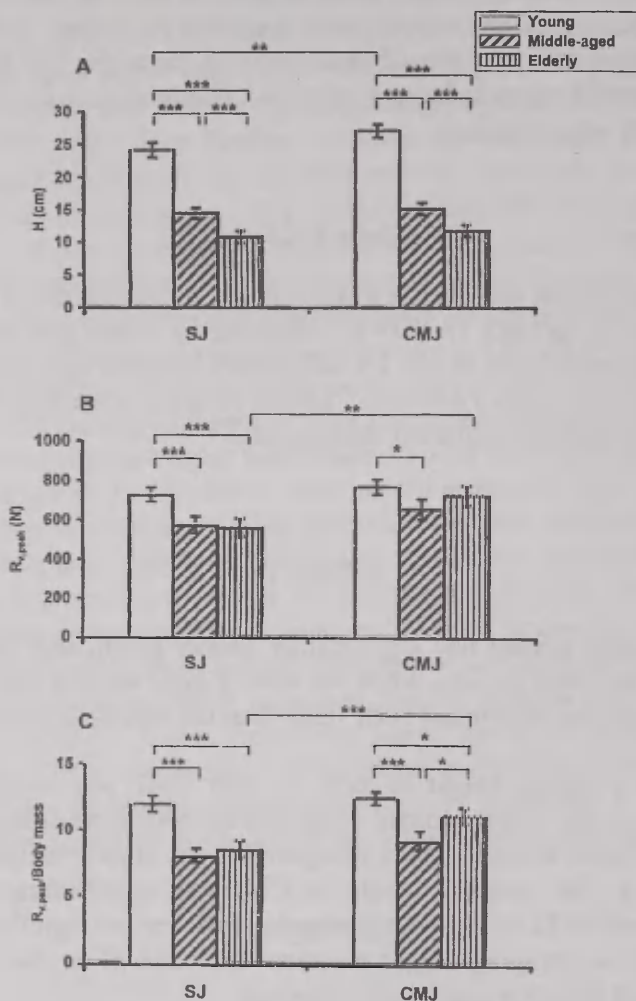 Young
Middle-aged
Elderly
A
**
***
***
*** ***
*** ***
30
25
20
15
10
5
0
H (cm)
SJ
CMJ
B
**
***
***
*
1000
800
600
400
200
0
Rv,peak (N)
SJ
CMJ
C
***
***
*
***
*** *
15
10
5
0
Rv,peak/Body mass
SJ
CMJ